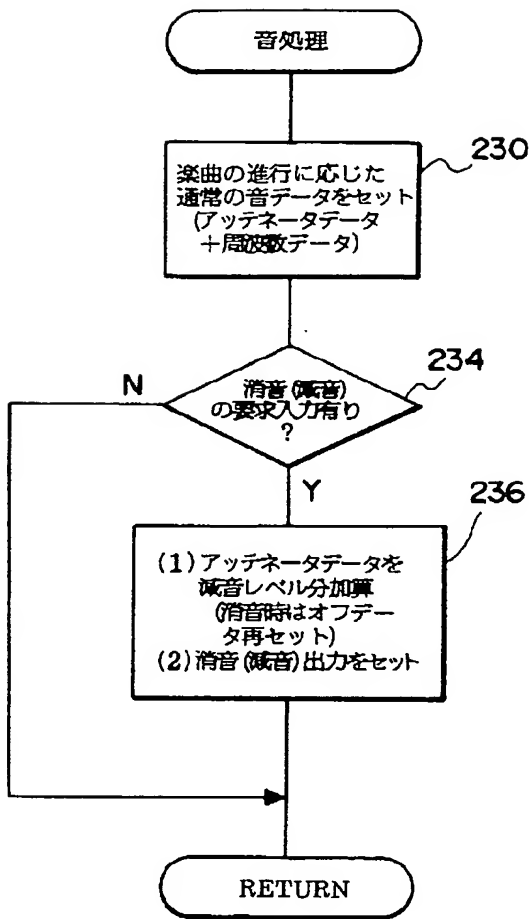 音処理
230
楽曲の進行に応じた
通常の音データをセット
(アッテネータデータ
+周波数データ)
234
N
消音(減音)
の要求入力有り
?
Y
236
(1)アッテネータデータを
減音レベル分加算
(消音時はオフデー
タ再セット)
(2)消音(減音)出力をセット
RETURN